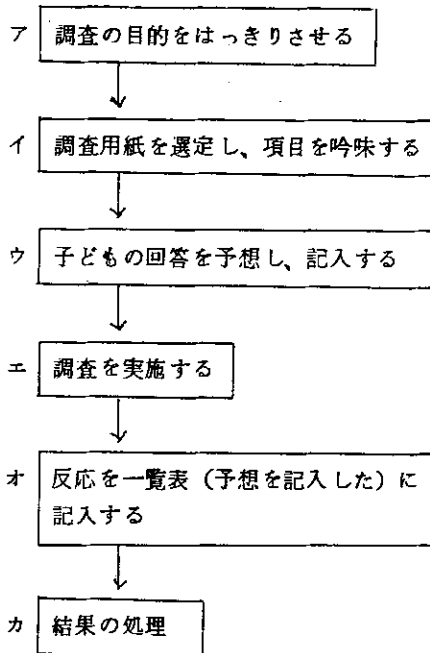 ア 調査の目的をはっきりさせる
イ 調査用紙を選定し、項目を吟味する
ウ 子どもの回答を予想し、記入する
エ 調査を実施する
オ 反応を一覧表(予想を記入した)に
記入する
カ 結果の処理